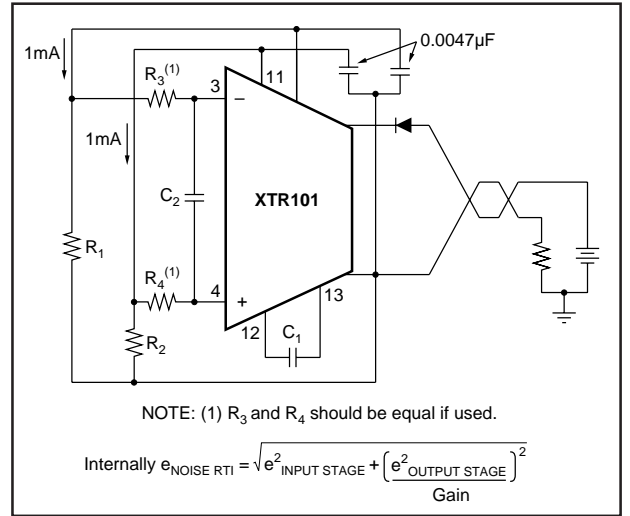 0.0047µF
1mA
R3(1)
3
–
11
1mA
XTR101
C2
R1
R4(1)
4
+
13
12
C1
R2
NOTE: (1) R3 and R4 should be equal if used.
Internally eNOISE RTI = √e²INPUT STAGE + (e²OUTPUT STAGE / Gain)²